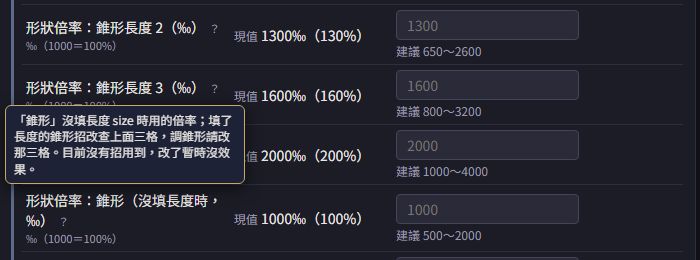 形狀倍率：錐形長度 2（‰） ?
‰（1000＝100%）
現值 1300‰（130%）
1300
建議 650～2600
形狀倍率：錐形長度 3（‰） ?
現值 1600‰（160%）
1600
建議 800～3200
「錐形」沒填長度 size 時用的倍率；填了
長度的錐形招改查上面三格，調錐形請改
那三格。目前沒有招用到，改了暫時沒效
果。
值 2000‰（200%）
2000
建議 1000～4000
形狀倍率：錐形（沒填長度時，
‰） ?
‰（1000＝100%）
現值 1000‰（100%）
1000
建議 500～2000